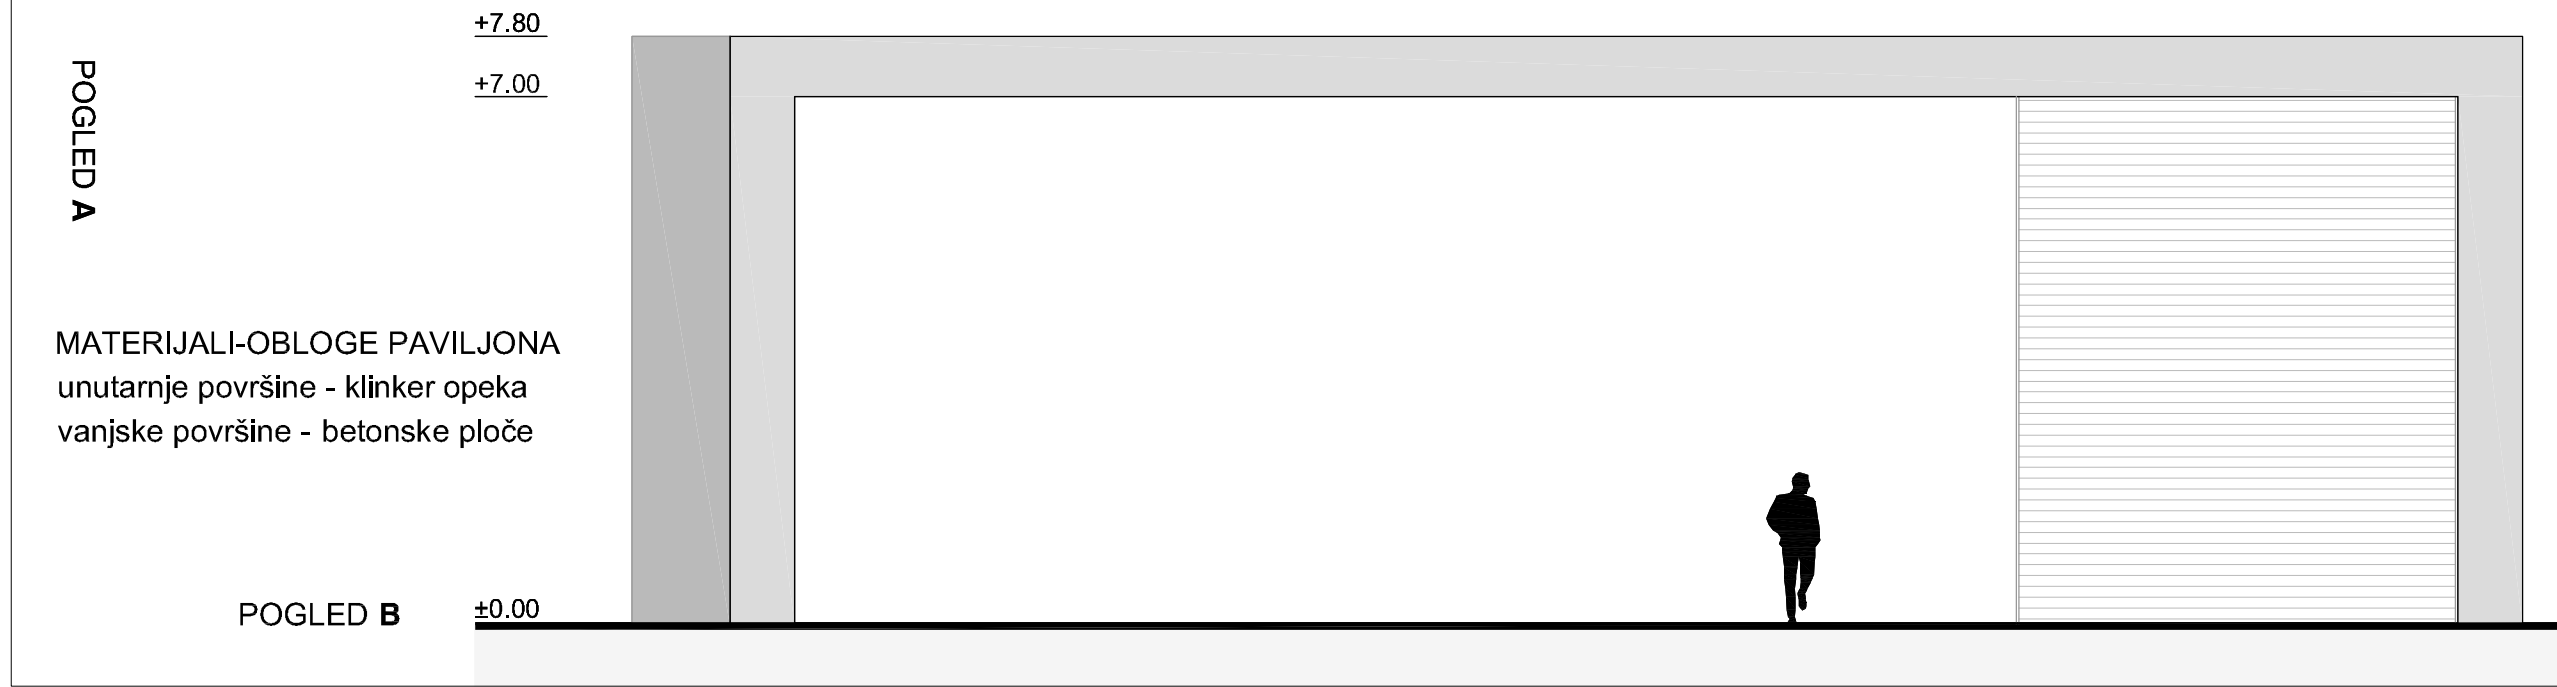 +7.80
+7.00
POGLED A
MATERIJALI-OBLOGE PAVILJONA
unutarnje površine - klinker opeka
vanjske površine - betonske ploče
POGLED B
±0.00